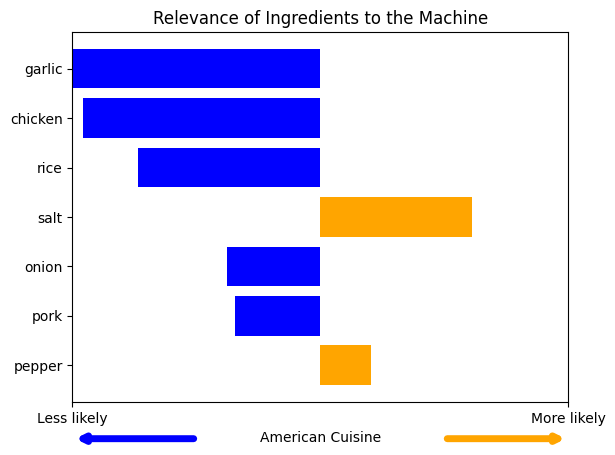 Relevance of Ingredients to the Machine
garlic
chicken
rice
salt
onion
pork
pepper
Less likely
More likely
American Cuisine